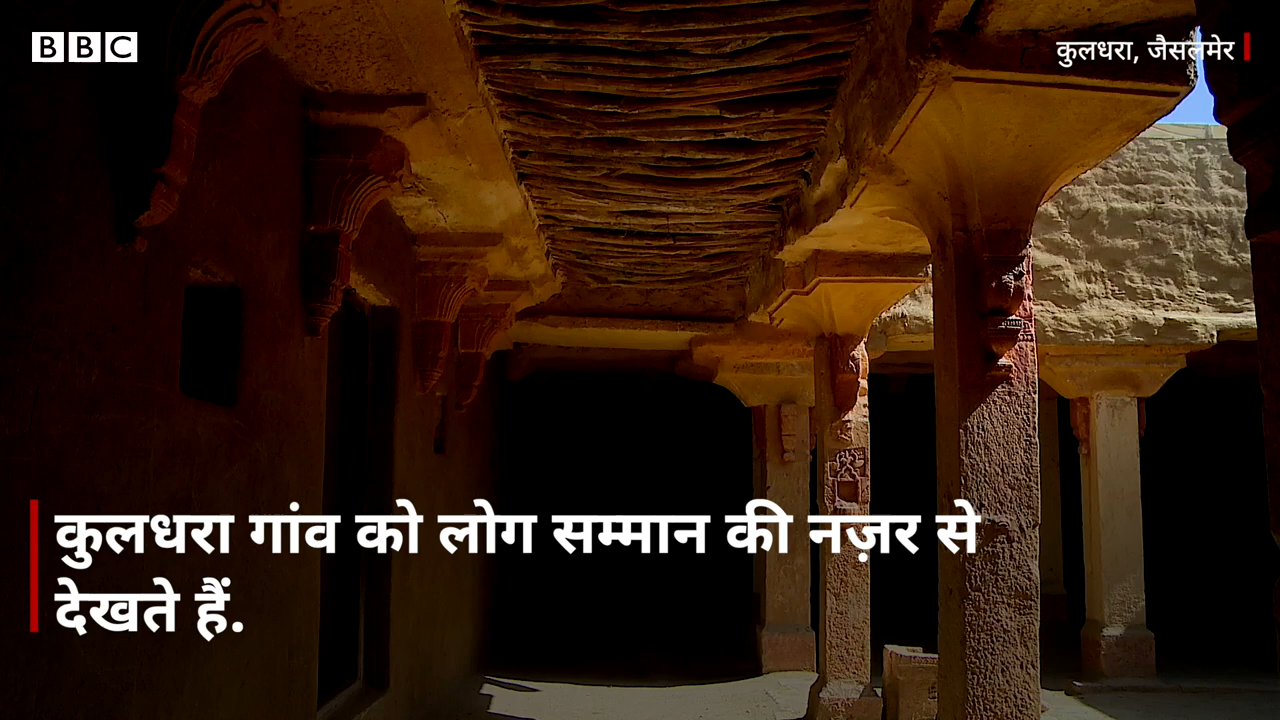 BBC
कुलधरा, जैसलमेर
कुलधरा गांव को लोग सम्मान की नज़र से
देखते हैं.